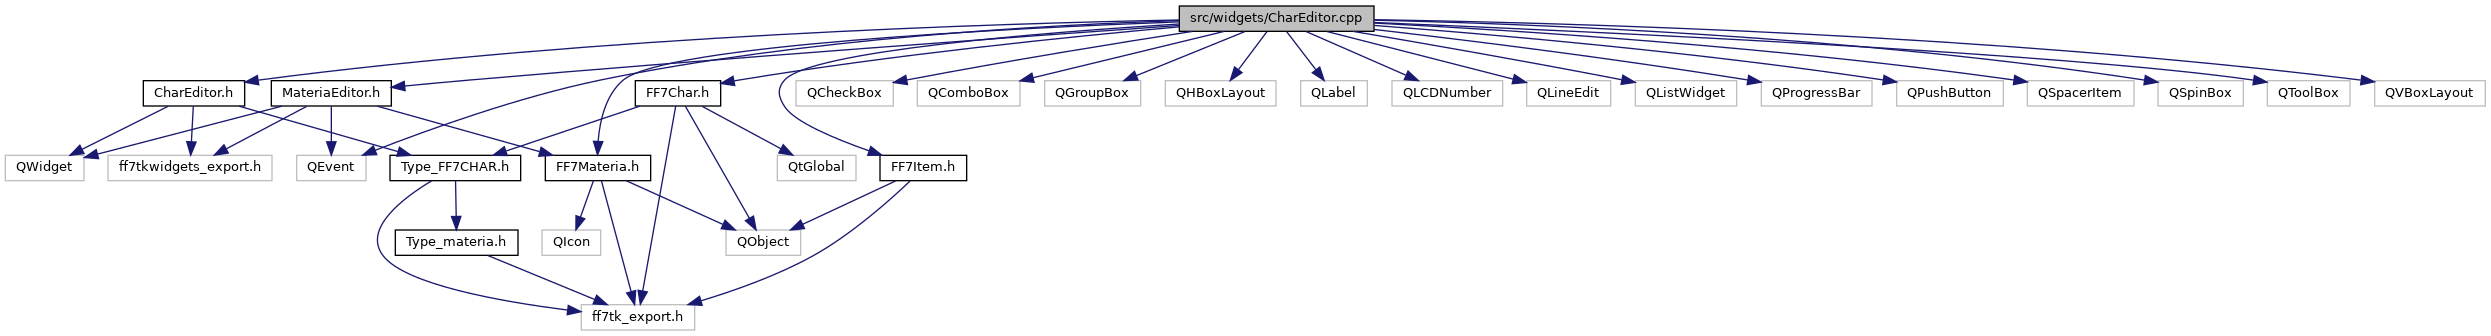 src/widgets/CharEditor.cpp
CharEditor.h
MateriaEditor.h
FF7Char.h
QCheckBox
QComboBox
QGroupBox
QHBoxLayout
QLabel
QLCDNumber
QLineEdit
QListWidget
QProgressBar
QPushButton
QSpacerItem
QSpinBox
QToolBox
QVBoxLayout
QWidget
ff7tkwidgets_export.h
QEvent
Type_FF7CHAR.h
FF7Materia.h
QtGlobal
FF7Item.h
Type_materia.h
QIcon
QObject
ff7tk_export.h